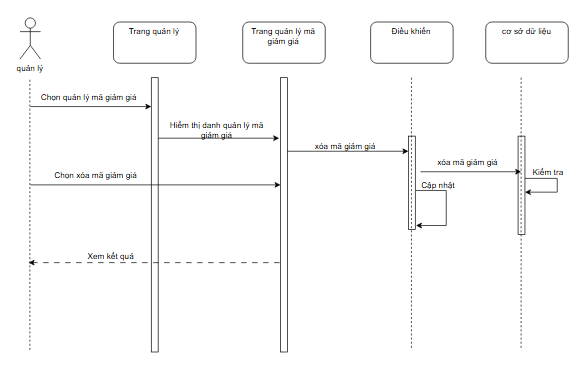 Trang quản lý
Trang quản lý mã
giảm giá
Điều khiển
cơ sở dữ liệu
quản lý
Chọn quản lý mã giảm giá
Hiểm thị danh quản lý mã
giảm giá
xóa mã giảm giá
xóa mã giảm giá
Kiểm tra
Chọn xóa mã giảm giá
Cập nhật
Xem kết quả